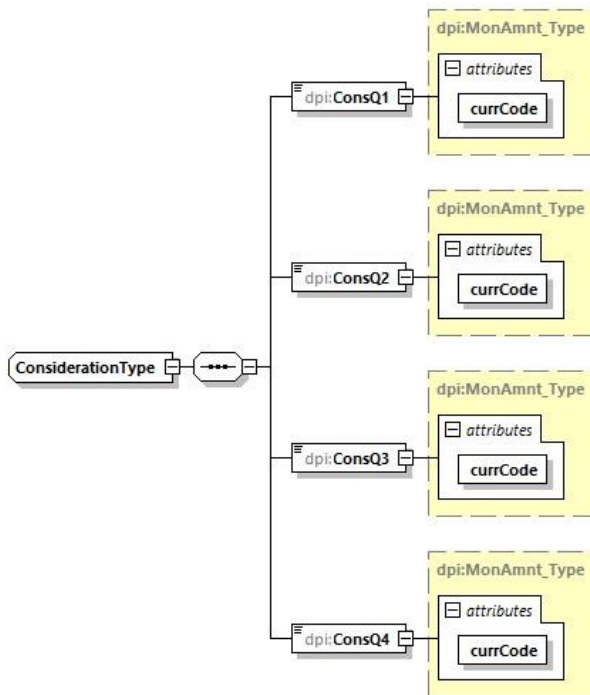 dpi:MonAmnt_Type
attributes
dpi:ConsQ1
currCode
dpi:MonAmnt_Type
attributes
dpi:ConsQ2
currCode
ConsiderationType
dpi:MonAmnt_Type
attributes
dpi:ConsQ3
currCode
dpi:MonAmnt_Type
attributes
dpi:ConsQ4
currCode